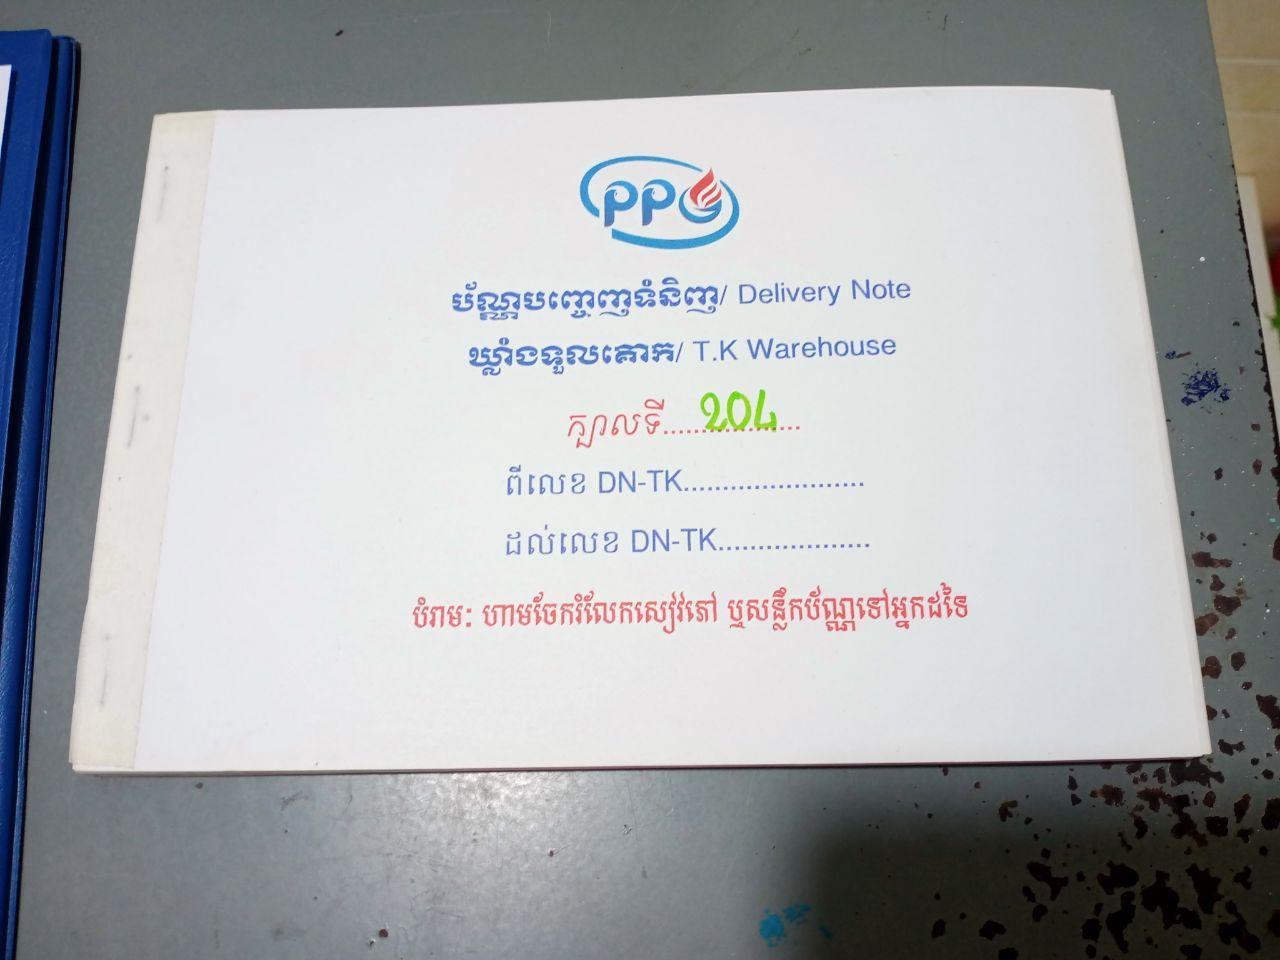 PPG
ប័ណ្ណបញ្ចេញទំនិញ/ Delivery Note
ឃ្លាំងទួលគោក/ T.K Warehouse
ក្បាលទី.......២០៤.......
ពីលេខ DN-TK.......................
ដល់លេខ DN-TK...................
បំរាមៈ ហាមចែករំលែកសៀវភៅ ឬសន្លឹកប័ណ្ណទៅអ្នកដទៃ